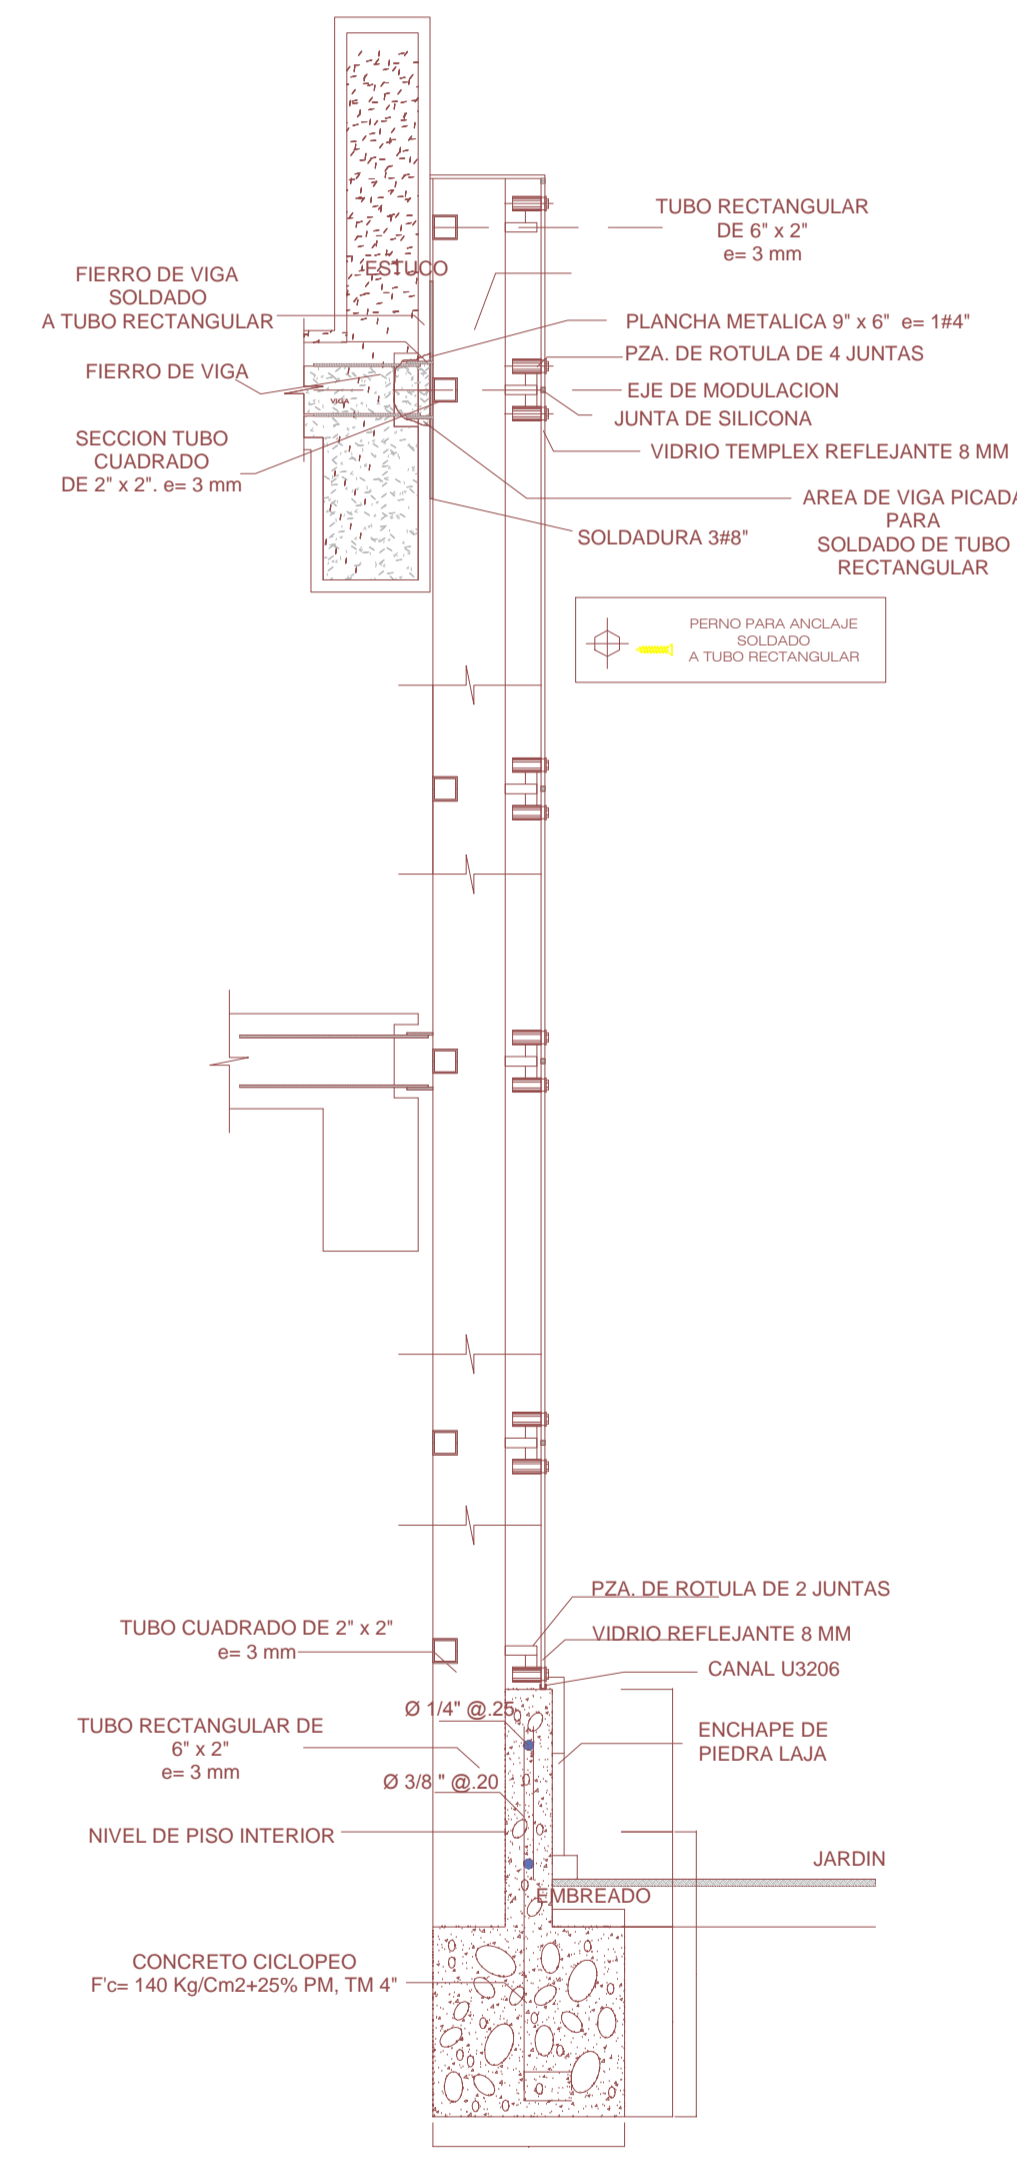 TUBO RECTANGULAR
DE 6" x 2"
e= 3 mm
ESTUCO
FIERRO DE VIGA
SOLDADO
A TUBO RECTANGULAR
PLANCHA METALICA 9" x 6" e= 1#4"
PZA. DE ROTULA DE 4 JUNTAS
FIERRO DE VIGA
EJE DE MODULACION
VIGA
JUNTA DE SILICONA
SECCION TUBO
CUADRADO
DE 2" x 2". e= 3 mm
VIDRIO TEMPLEX REFLEJANTE 8 MM
AREA DE VIGA PICADA
PARA
SOLDADO DE TUBO
RECTANGULAR
SOLDADURA 3#8"
PERNO PARA ANCLAJE
SOLDADO
A TUBO RECTANGULAR
PZA. DE ROTULA DE 2 JUNTAS
TUBO CUADRADO DE 2" x 2"
e= 3 mm
VIDRIO REFLEJANTE 8 MM
CANAL U3206
Ø 1/4" @.25
TUBO RECTANGULAR DE
6" x 2"
e= 3 mm
ENCHAPE DE
PIEDRA LAJA
Ø 3/8 " @.20
NIVEL DE PISO INTERIOR
JARDIN
EMBREADO
CONCRETO CICLOPEO
F'c= 140 Kg/Cm2+25% PM, TM 4"